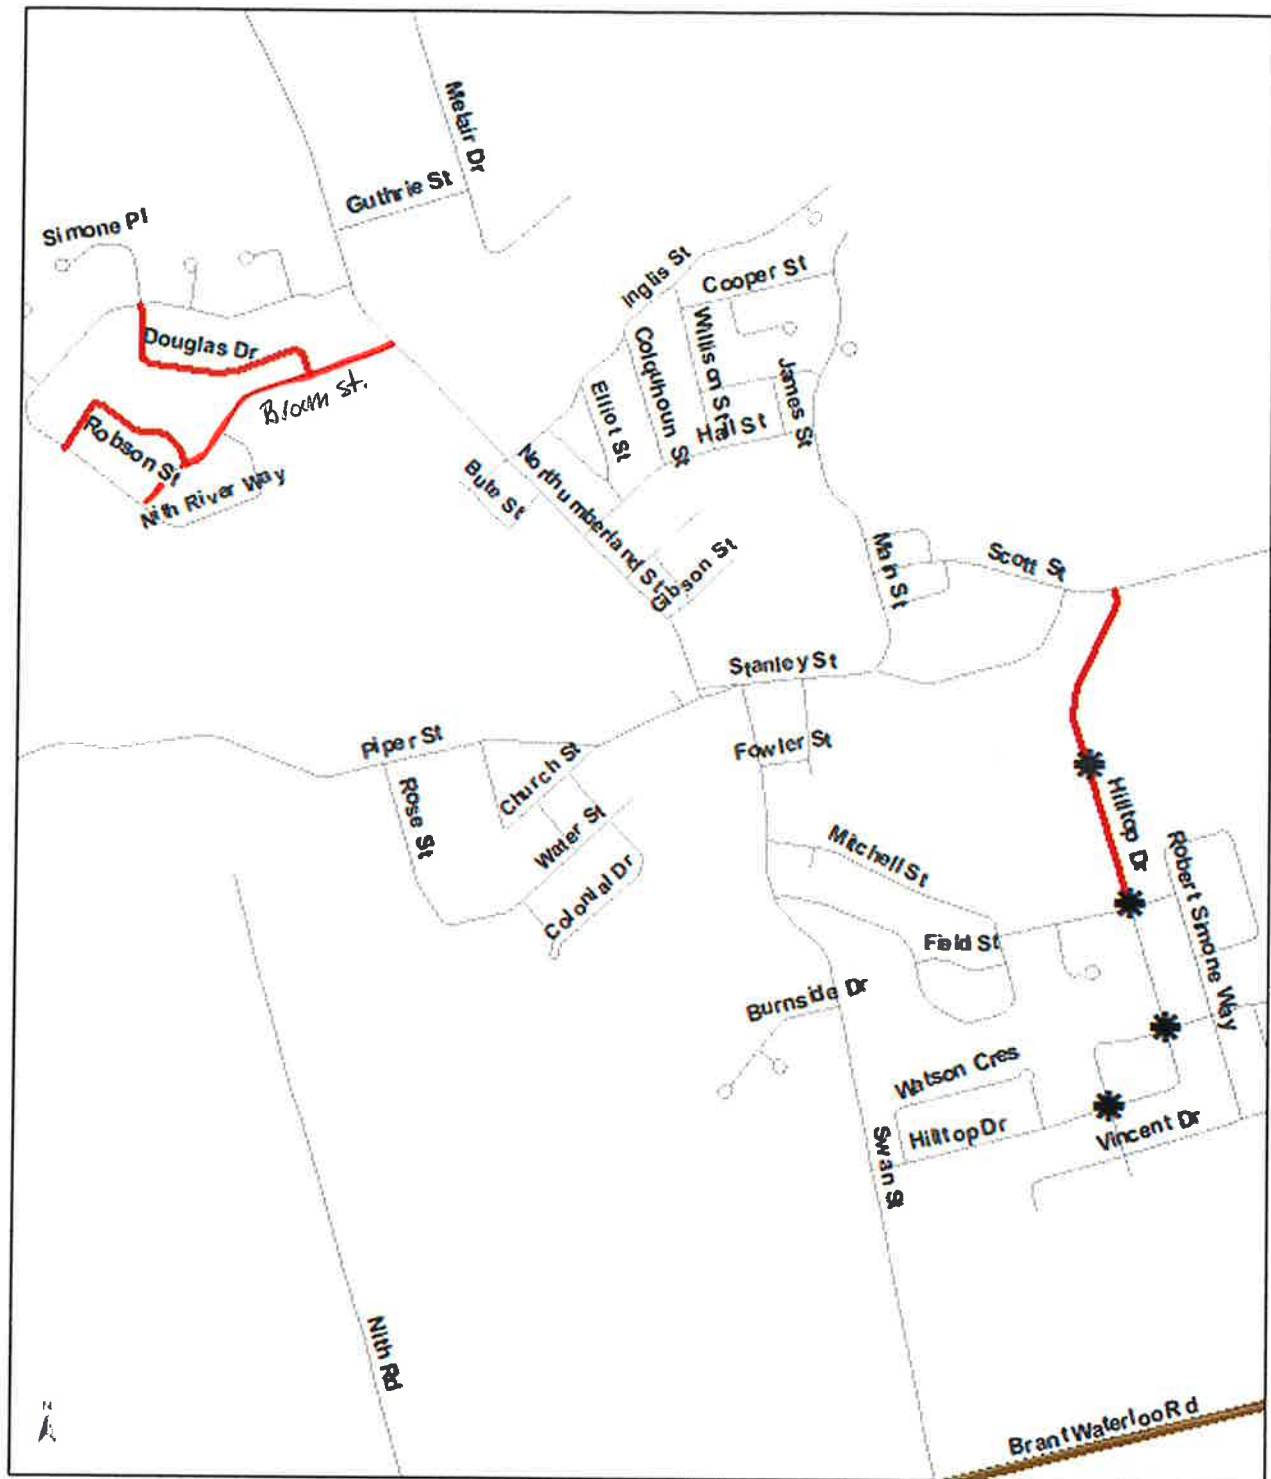 Melair Dr
Guthrie St
Simone Pl
Inglis St
Cooper St
Douglas Dr
Willison St
Colquhoun St
James St
Elliot St
Hall St
Robson St
Nith River Way
Bute St
Northumberland St
Gibson St
Main St
Scott St
Stanley St
Piper St
Fowler St
Church St
Rose St
Water St
Hilltop Dr
Mitchell St
Robert Simone Way
Colonial Dr
Field St
Burnside Dr
Watson Cres
Hilltop Dr
Vincent Dr
Swan St
Nith Rd
N
Brant Waterloo Rd